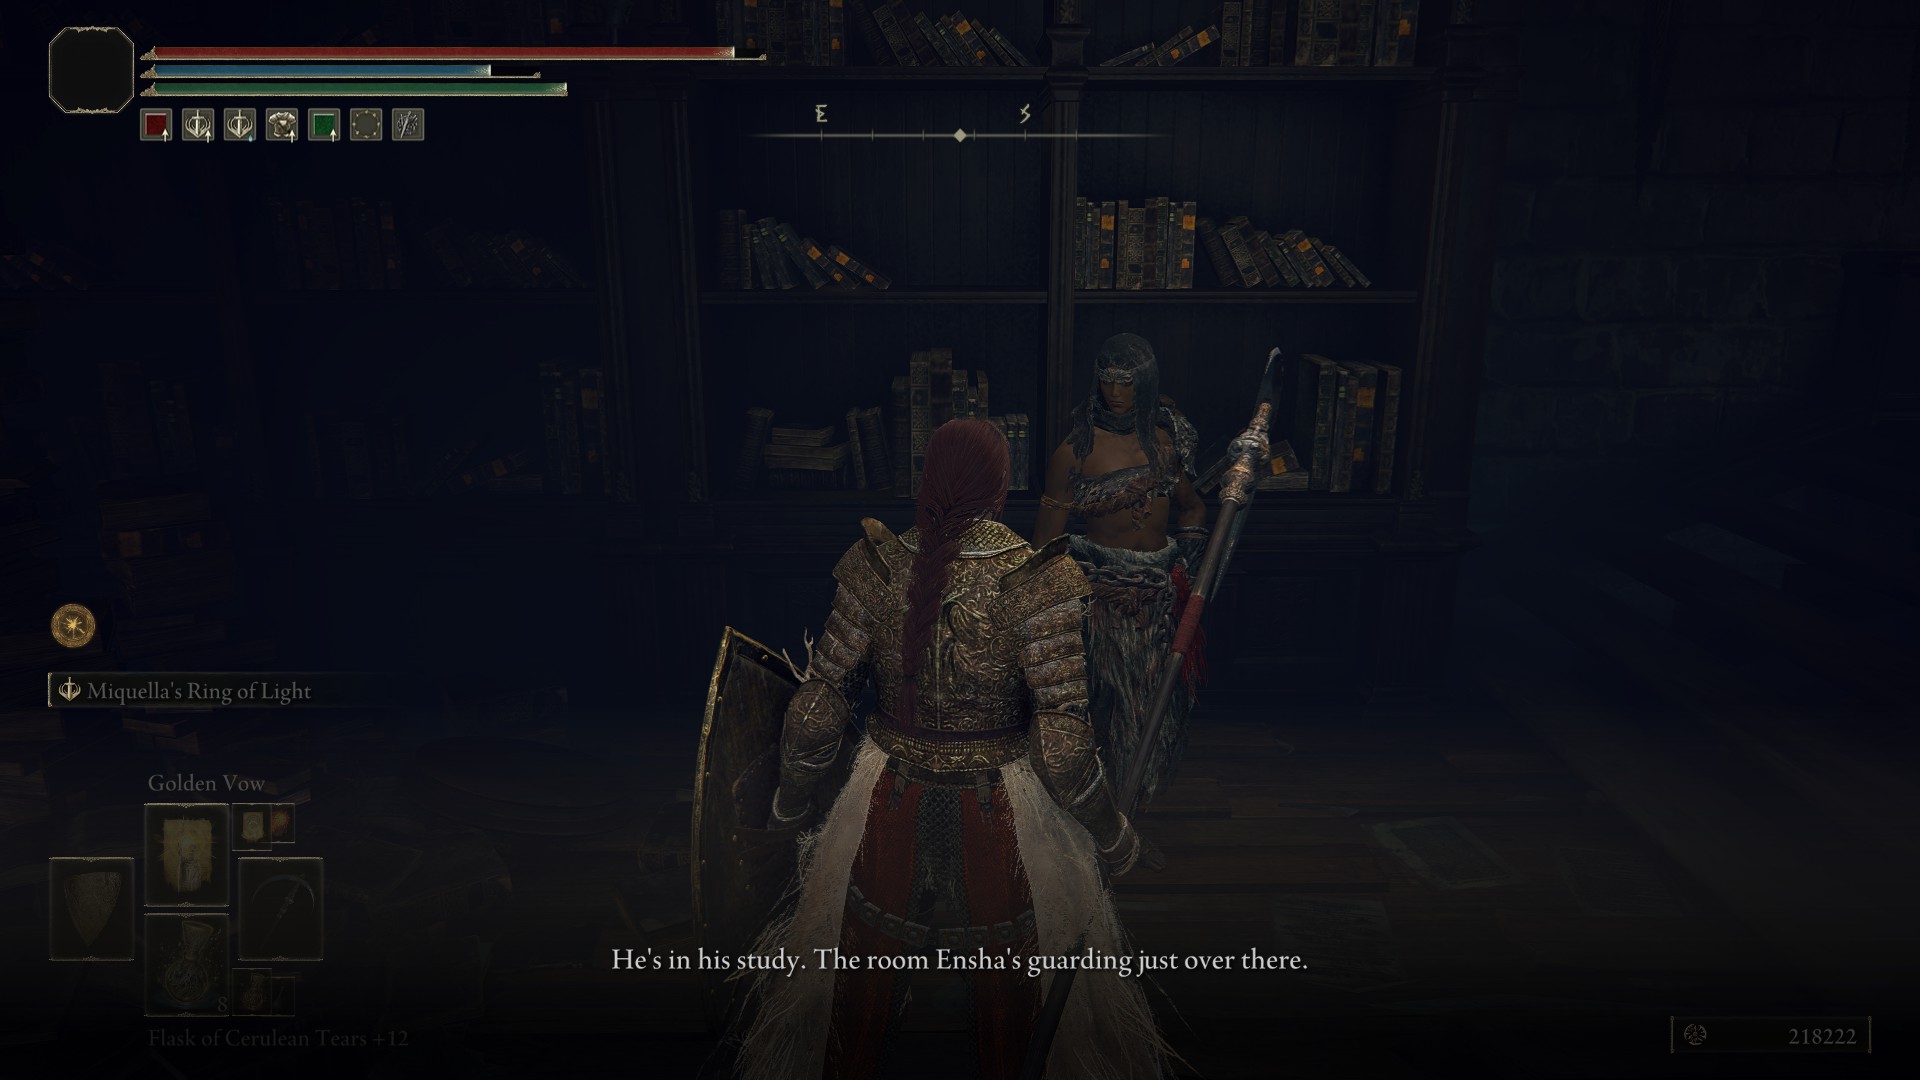 E S
Miquella's Ring of Light
Golden Vow
He's in his study. The room Ensha's guarding just over there.
8
Flask of Cerulean Tears +12
218222